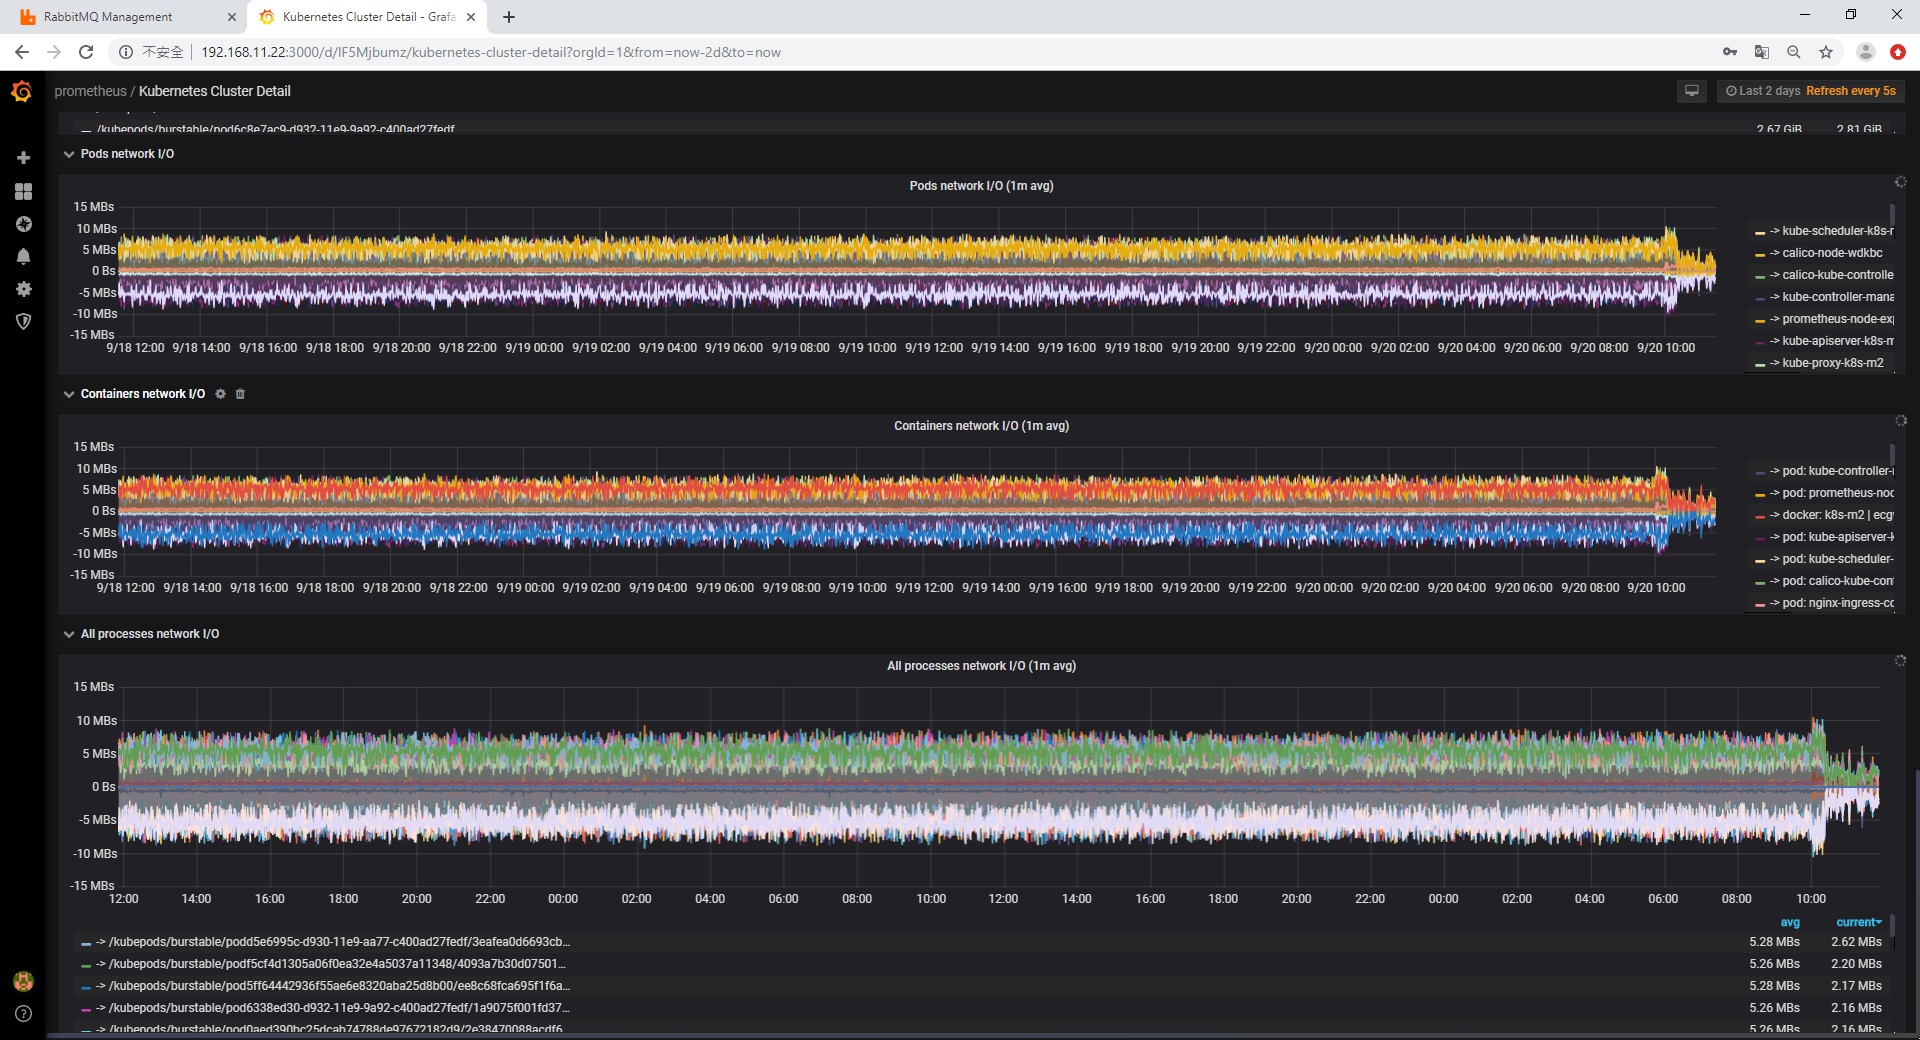 RabbitMQ Management
Kubernetes Cluster Detail - Grafa
不安全 192.168.11.22:3000/d/IF5Mjbumz/kubernetes-cluster-detail?orgId=1&from=now-2d&to=now
prometheus / Kubernetes Cluster Detail
Last 2 days Refresh every 5s
/kubepods/burstable/pod6c8e7ac9-d932-11e9-9a92-c400ad27fedf 2.67 GiB 2.81 GiB
Pods network I/O
Pods network I/O (1m avg)
15 MBs
10 MBs
5 MBs
0 Bs
-5 MBs
-10 MBs
-15 MBs
9/18 12:00 9/18 14:00 9/18 16:00 9/18 18:00 9/18 20:00 9/18 22:00 9/19 00:00 9/19 02:00 9/19 04:00 9/19 06:00 9/19 08:00 9/19 10:00 9/19 12:00 9/19 14:00 9/19 16:00 9/19 18:00 9/19 20:00 9/19 22:00 9/20 00:00 9/20 02:00 9/20 04:00 9/20 06:00 9/20 08:00 9/20 10:00
-> kube-scheduler-k8s-r
-> calico-node-wdkbc
-> calico-kube-controlle
-> kube-controller-mana
-> prometheus-node-exp
-> kube-apiserver-k8s-m
-> kube-proxy-k8s-m2
Containers network I/O
Containers network I/O (1m avg)
15 MBs
10 MBs
5 MBs
0 Bs
-5 MBs
-10 MBs
-15 MBs
9/18 12:00 9/18 14:00 9/18 16:00 9/18 18:00 9/18 20:00 9/18 22:00 9/19 00:00 9/19 02:00 9/19 04:00 9/19 06:00 9/19 08:00 9/19 10:00 9/19 12:00 9/19 14:00 9/19 16:00 9/19 18:00 9/19 20:00 9/19 22:00 9/20 00:00 9/20 02:00 9/20 04:00 9/20 06:00 9/20 08:00 9/20 10:00
-> pod: kube-controller-
-> pod: prometheus-noc
-> docker: k8s-m2 | ecg
-> pod: kube-apiserver-k
-> pod: kube-scheduler-
-> pod: calico-kube-con
-> pod: nginx-ingress-cc
All processes network I/O
All processes network I/O (1m avg)
15 MBs
10 MBs
5 MBs
0 Bs
-5 MBs
-10 MBs
-15 MBs
12:00 14:00 16:00 18:00 20:00 22:00 00:00 02:00 04:00 06:00 08:00 10:00 12:00 14:00 16:00 18:00 20:00 22:00 00:00 02:00 04:00 06:00 08:00 10:00
avg current
-> /kubepods/burstable/podd5e6995c-d930-11e9-aa77-c400ad27fedf/3eafea0d6693cb... 5.28 MBs 2.62 MBs
-> /kubepods/burstable/podf5cf4d1305a06f0ea32e4a5037a11348/4093a7b30d07501... 5.26 MBs 2.20 MBs
-> /kubepods/burstable/pod5ff64442936f55ae6e8320aba25d8b00/ee8c68fca695f1f6a... 5.28 MBs 2.17 MBs
-> /kubepods/burstable/pod6338ed30-d932-11e9-9a92-c400ad27fedf/1a9075f001fd37... 5.26 MBs 2.16 MBs
-> /kubepods/burstable/pod0aed390bc25dcab74788de97672182d9/2e38470088acdf6 5.26 MBs 2.16 MBs